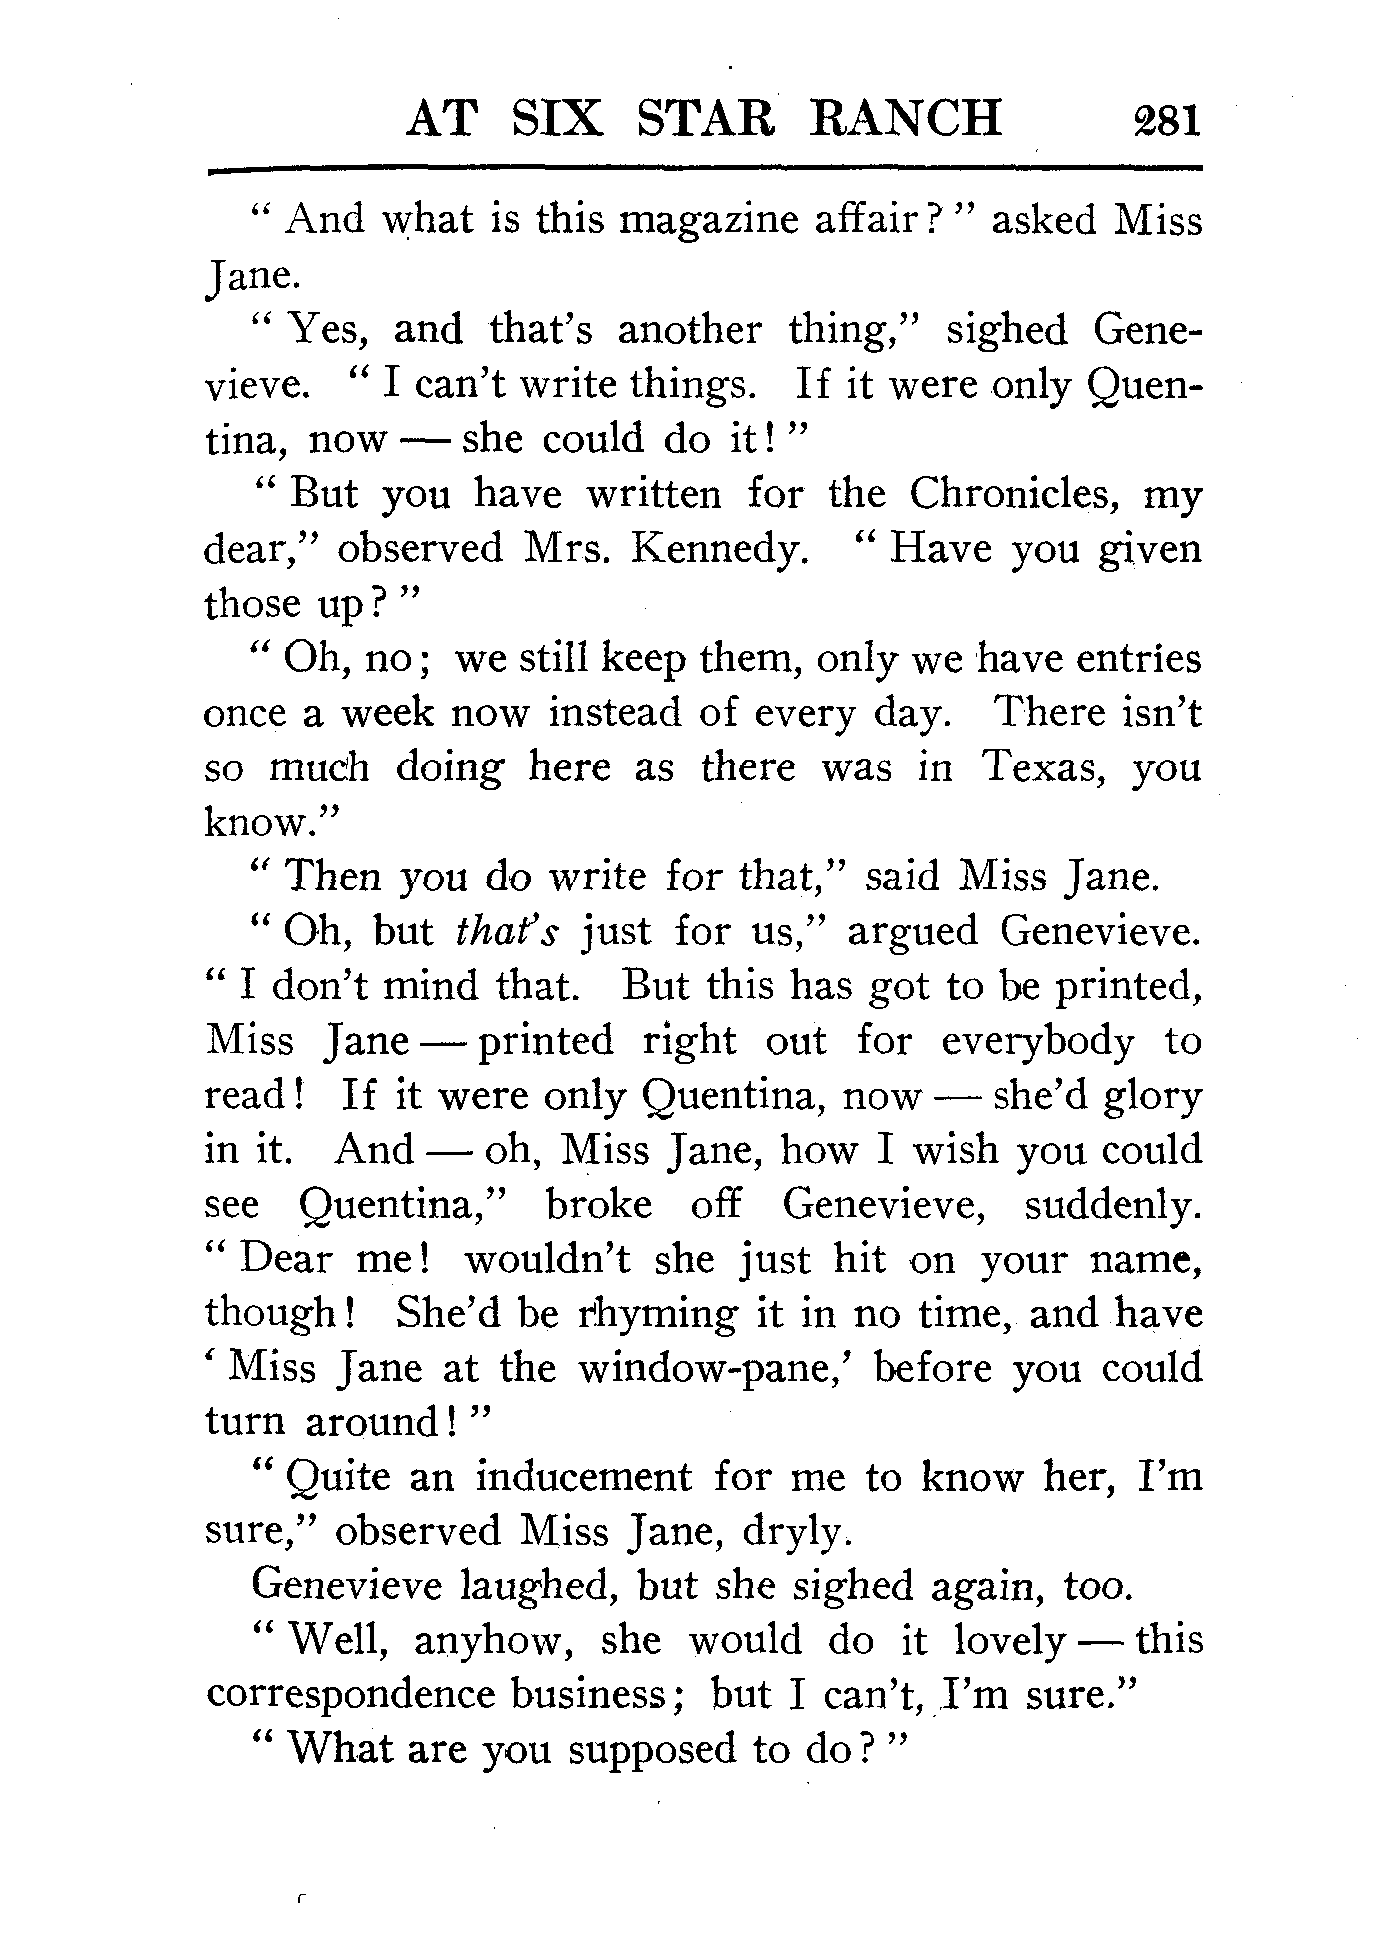 AT SIX STAR RANCH 281
“ And what is this magazine affair? ” asked Miss
Jane.
“ Yes, and that’s another thing,” sighed Gene-
vieve. “ I can’t write things. If it were only Quen-
tina, now — she could do it! ”
“ But you have written for the Chronicles, my
dear,” observed Mrs. Kennedy. “ Have you given
those up? ”
“ Oh, no; we still keep them, only we have entries
once a week now instead of every day. There isn’t
so much doing here as there was in Texas, you
know.”
“ Then you do write for that,” said Miss Jane.
“ Oh, but that’s just for us,” argued Genevieve.
“ I don’t mind that. But this has got to be printed,
Miss Jane — printed right out for everybody to
read! If it were only Quentina, now — she’d glory
in it. And — oh, Miss Jane, how I wish you could
see Quentina,” broke off Genevieve, suddenly.
“ Dear me! wouldn’t she just hit on your name,
though! She’d be rhyming it in no time, and have
‘ Miss Jane at the window-pane,’ before you could
turn around! ”
“ Quite an inducement for me to know her, I’m
sure,” observed Miss Jane, dryly.
Genevieve laughed, but she sighed again, too.
“ Well, anyhow, she would do it lovely — this
correspondence business; but I can’t, I’m sure.”
“ What are you supposed to do? ”